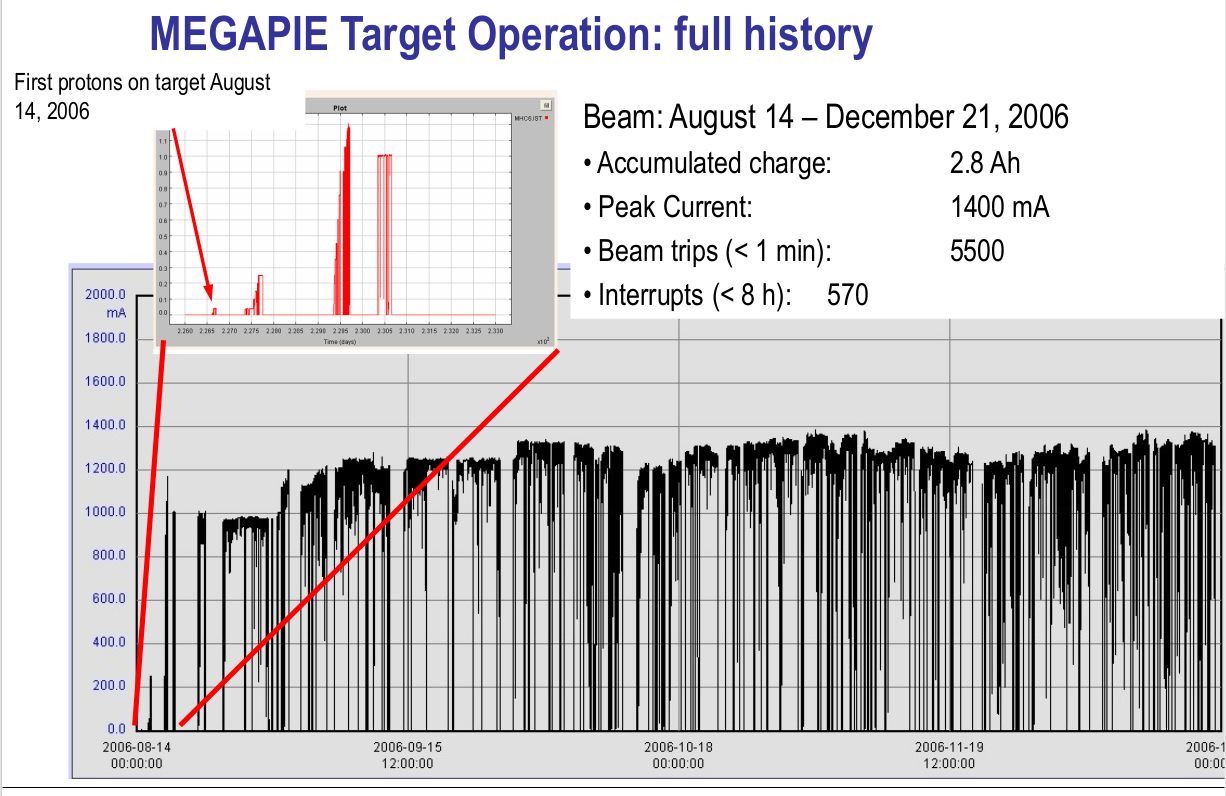 MEGAPIE Target Operation: full history
First protons on target August
14, 2006
Plot
MHC6:IST
1.1
1.0
0.9
0.8
0.7
0.6
0.5
0.4
0.3
0.2
0.1
0.0
2.260 2.265 2.270 2.275 2.280 2.285 2.290 2.295 2.300 2.305 2.310 2.315 2.320 2.325 2.330
Time (days)
x10²
Beam: August 14 – December 21, 2006
• Accumulated charge: 2.8 Ah
• Peak Current: 1400 mA
• Beam trips (< 1 min): 5500
• Interrupts (< 8 h): 570
2000.0
mA
1800.0
1600.0
1400.0
1200.0
1000.0
800.0
600.0
400.0
200.0
0.0
2006-08-14 2006-09-15 2006-10-18 2006-11-19 2006-1
00:00:00 12:00:00 00:00:00 12:00:00 00:0